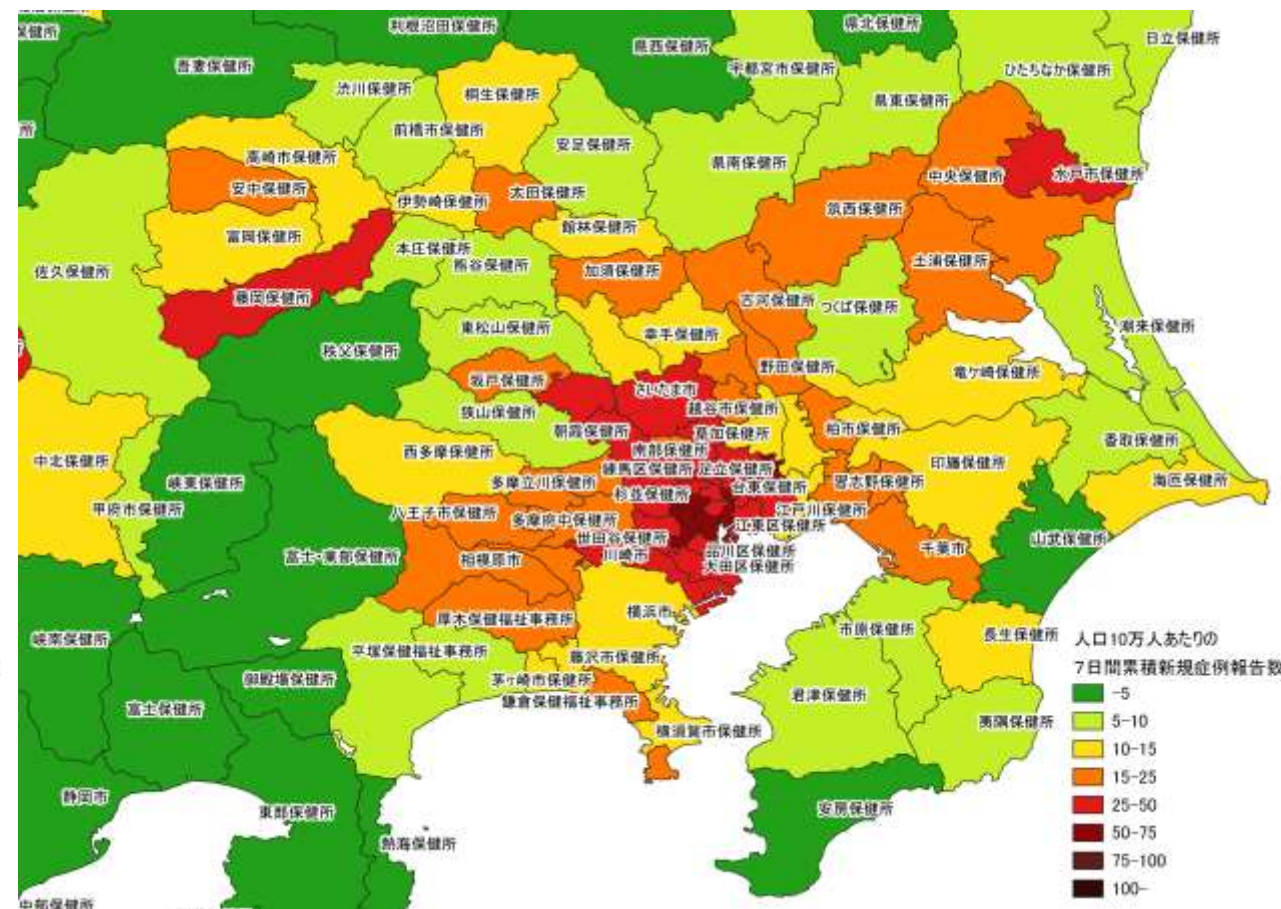 利根沼田保健所
県北保健所
吾妻保健所
県西保健所
日立保健所
宇都宮市保健所
ひたちなか保健所
渋川保健所
桐生保健所
県東保健所
前橋市保健所
安足保健所
高崎市保健所
県南保健所
安中保健所
太田保健所
中央保健所
水戸市保健所
伊勢崎保健所
筑西保健所
富岡保健所
館林保健所
本庄保健所
熊谷保健所
土浦保健所
佐久保健所
加須保健所
藤岡保健所
古河保健所
つくば保健所
東松山保健所
幸手保健所
潮来保健所
秩父保健所
野田保健所
竜ケ崎保健所
坂戸保健所
さいたま市
狭山保健所
越谷市保健所
朝霞保健所
草加保健所
柏市保健所
香取保健所
西多摩保健所
南部保健所
中北保健所
印旛保健所
練馬区保健所
足立保健所
海匝保健所
峡東保健所
多摩立川保健所
習志野保健所
杉並保健所
台東保健所
甲府市保健所
八王子市保健所
多摩府中保健所
江戸川保健所
江東区保健所
世田谷保健所
山武保健所
富士・東部保健所
相模原市
川崎市
品川区保健所
千葉市
大田区保健所
厚木保健福祉事務所
横浜市
峡南保健所
市原保健所
長生保健所
平塚保健福祉事務所
藤沢市保健所
御殿場保健所
茅ヶ崎市保健所
君津保健所
鎌倉保健福祉事務所
富士保健所
夷隅保健所
横須賀市保健所
静岡市
東部保健所
安房保健所
熱海保健所
中部保健所
人口10万人あたりの
7日間累積新規症例報告数
-5
5-10
10-15
15-25
25-50
50-75
75-100
100-